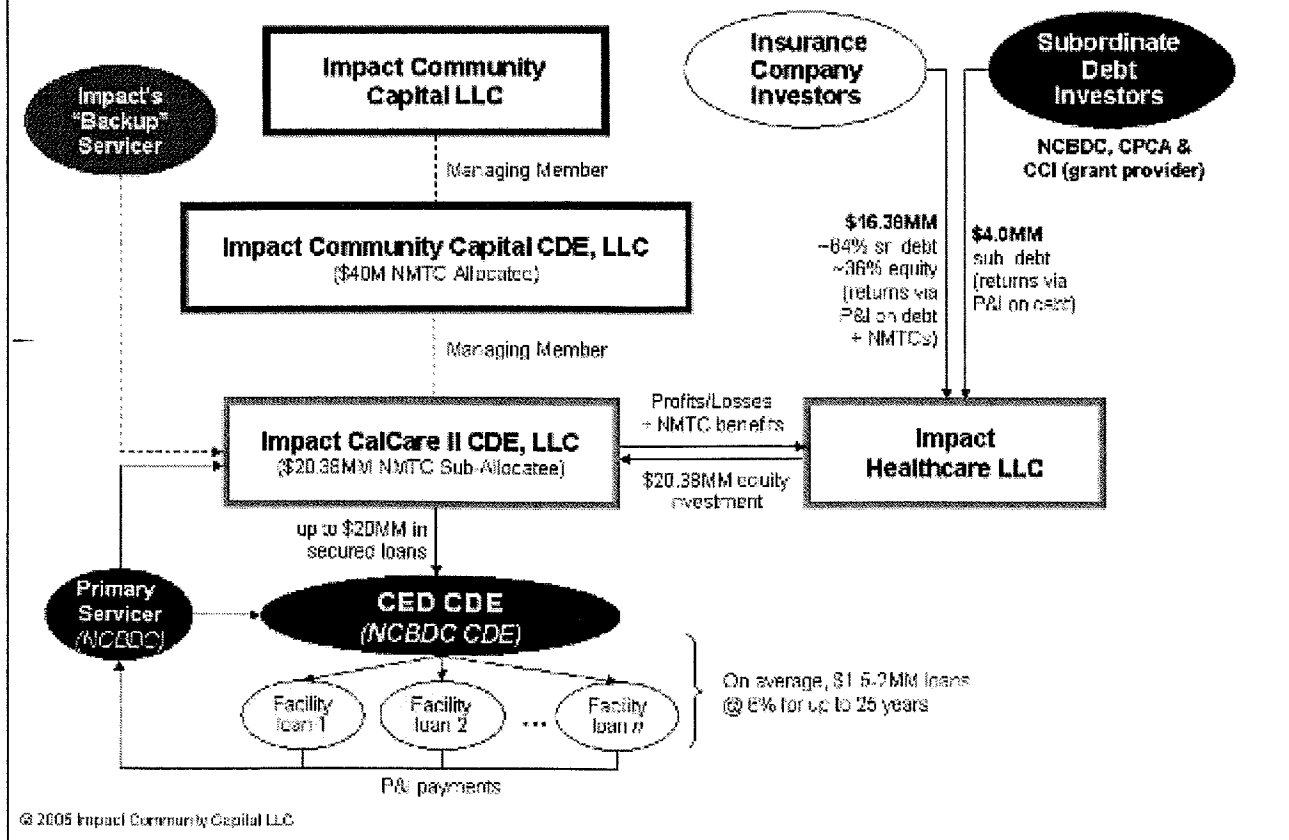 Impact Community
Capital LLC
Insurance
Company
Investors
Subordinate
Debt
Investors
Impact's
"Backup"
Servicer
NCBDC, CPCA &
CCI (grant provider)
Managing Member
Impact Community Capital CDE, LLC
($40M NMTC Allocatee)
$16.38MM
~64% sr. debt
~36% equity
(returns via
P&I on debt
+ NMTCs)
$4.0MM
sub. debt
(returns via
P&I on debt)
Managing Member
Impact CalCare II CDE, LLC
($20.38MM NMTC Sub-Allocatee)
Profits/Losses
+ NMTC benefits
$20.38MM equity
investment
Impact
Healthcare LLC
up to $20MM in
secured loans
Primary
Servicer
(NCBDC)
CED CDE
(NCBDC CDE)
Facility
loan 1
Facility
loan 2
...
Facility
loan n
On average, $1.5-2MM loans
@ 6% for up to 25 years
P&I payments
© 2005 Impact Community Capital LLC